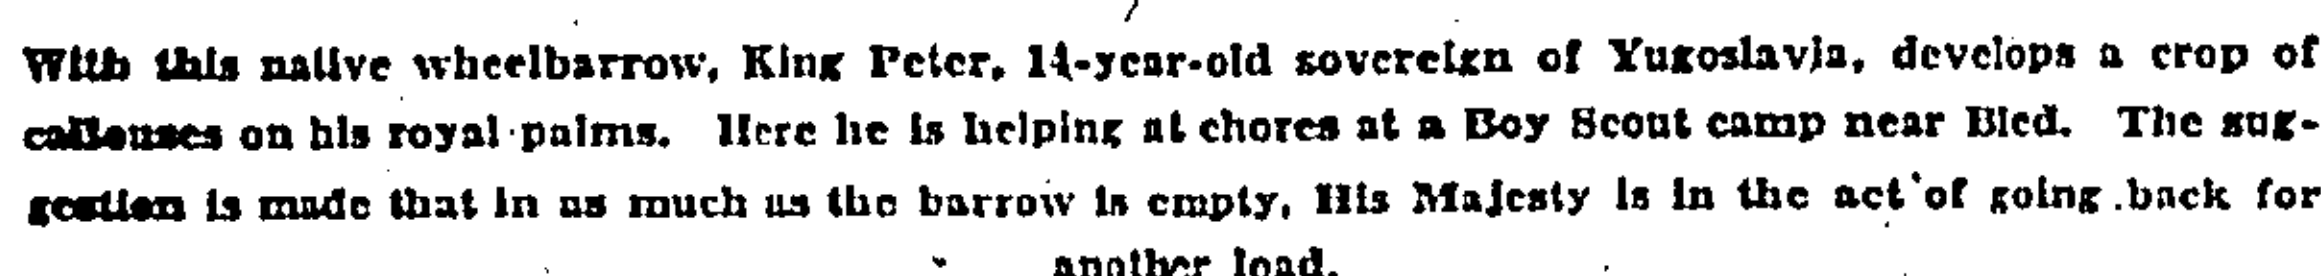 With this native wheelbarrow, King Peter, 14-year-old sovereign of Yugoslavia, develops a crop of
callouses on his royal palms. Here he is helping at chores at a Boy Scout camp near Bled. The sug-
gestion is made that in as much as the barrow is empty, His Majesty is in the act of going back for
another load.